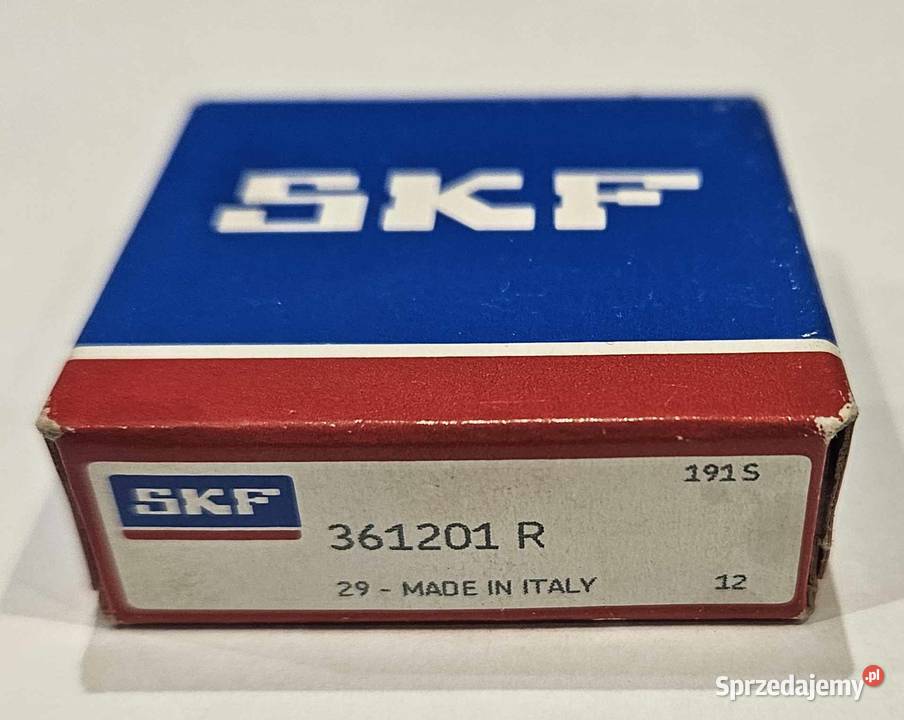 SKF
191S
SKF
361201 R
29 - MADE IN ITALY
12
Sprzedajemy.pl